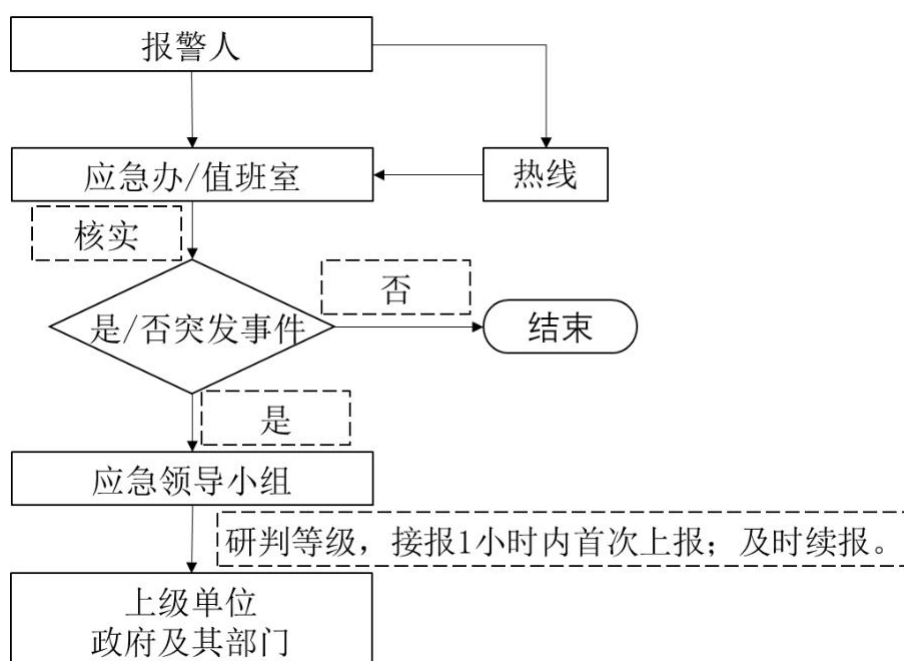 报警人
应急办/值班室
热线
核实
否
是/否突发事件
结束
是
应急领导小组
研判等级，接报1小时内首次上报；及时续报。
上级单位
政府及其部门